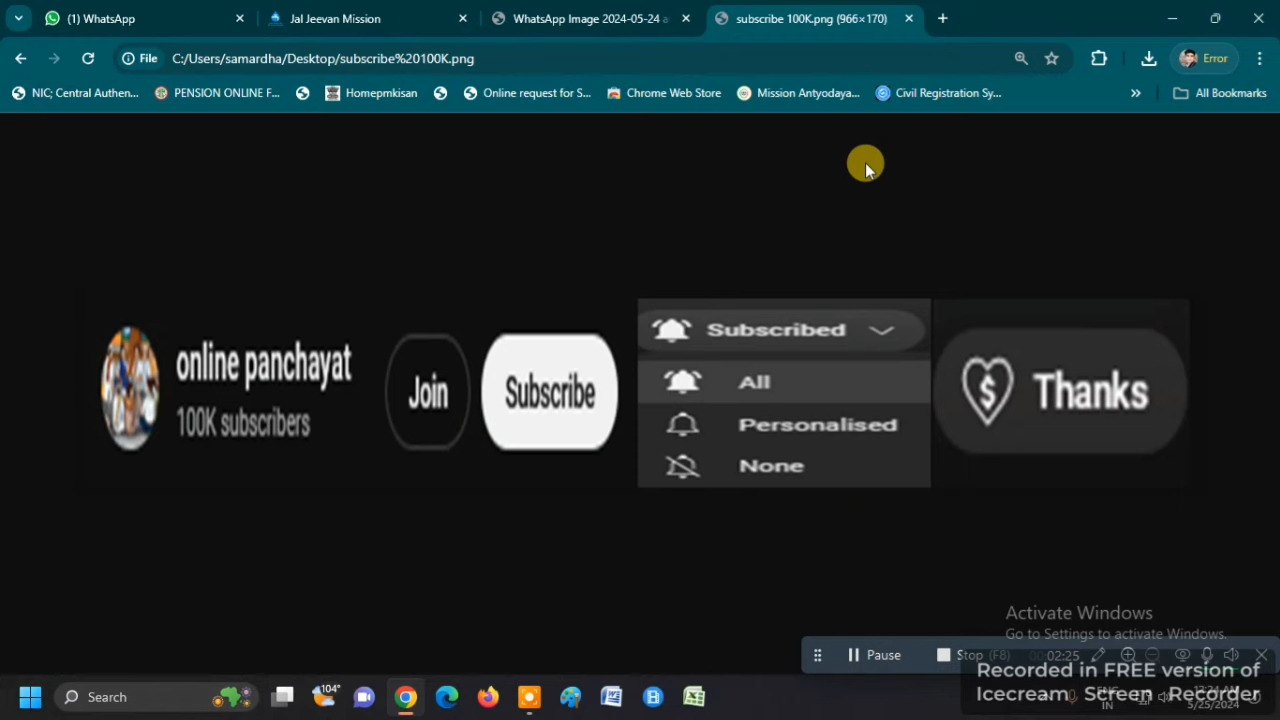 (1) WhatsApp
Jal Jeevan Mission
WhatsApp Image 2024-05-24 a
subscribe 100K.png (966×170)
File
C:/Users/samardha/Desktop/subscribe%20100K.png
Error
NIC; Central Authen...
PENSION ONLINE F...
Homepmkisan
Online request for S...
Chrome Web Store
Mission Antyodaya...
Civil Registration Sy...
»
All Bookmarks
online panchayat
100K subscribers
Join
Subscribe
Subscribed
All
Personalised
None
$ Thanks
Activate Windows
Go to Settings to activate Windows.
Pause
Stop (F8)
02:25
Recorded in FREE version of
Icecream Screen Recorder
Search
104°
ENG
IN
12:24 AM
5/25/2024